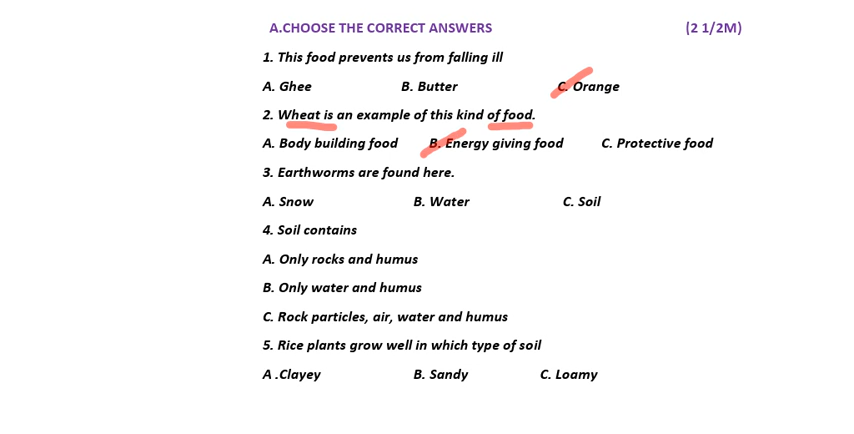 A.CHOOSE THE CORRECT ANSWERS (2 1/2M)
1. This food prevents us from falling ill
A. Ghee B. Butter C. Orange
2. Wheat is an example of this kind of food.
A. Body building food B. Energy giving food C. Protective food
3. Earthworms are found here.
A. Snow B. Water C. Soil
4. Soil contains
A. Only rocks and humus
B. Only water and humus
C. Rock particles, air, water and humus
5. Rice plants grow well in which type of soil
A .Clayey B. Sandy C. Loamy